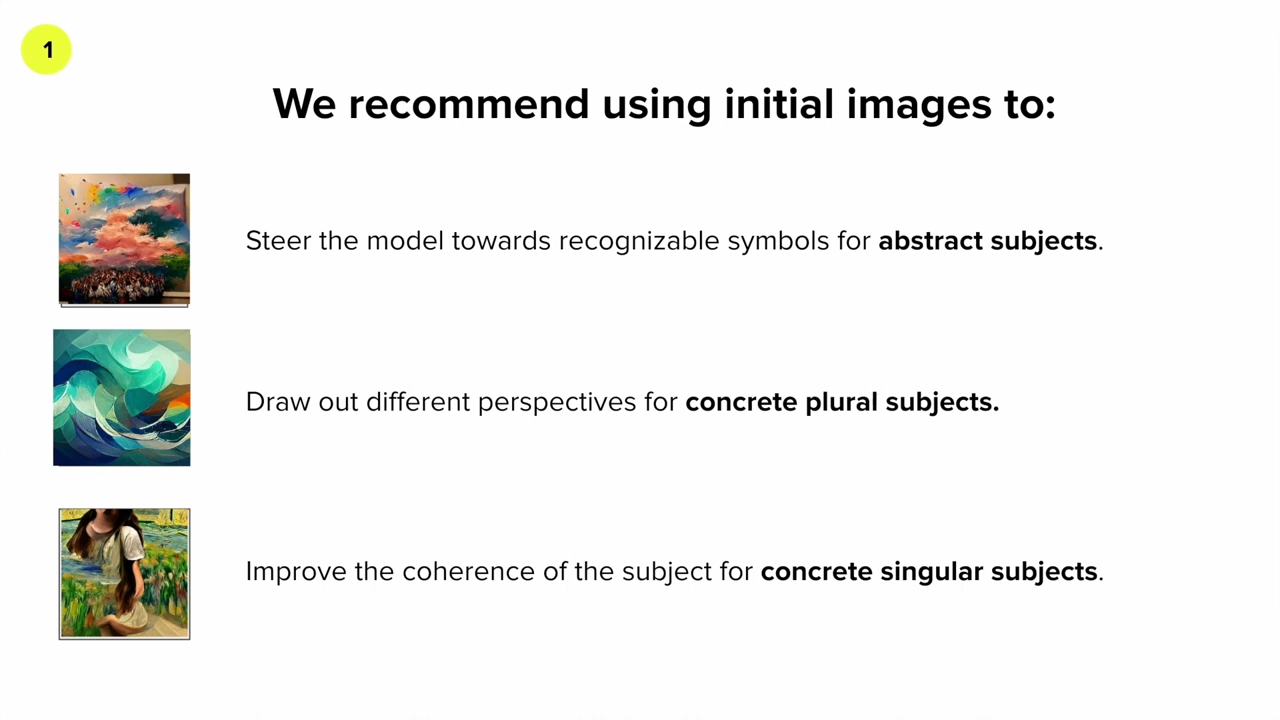 1
We recommend using initial images to:
Steer the model towards recognizable symbols for abstract subjects.
Draw out different perspectives for concrete plural subjects.
Improve the coherence of the subject for concrete singular subjects.